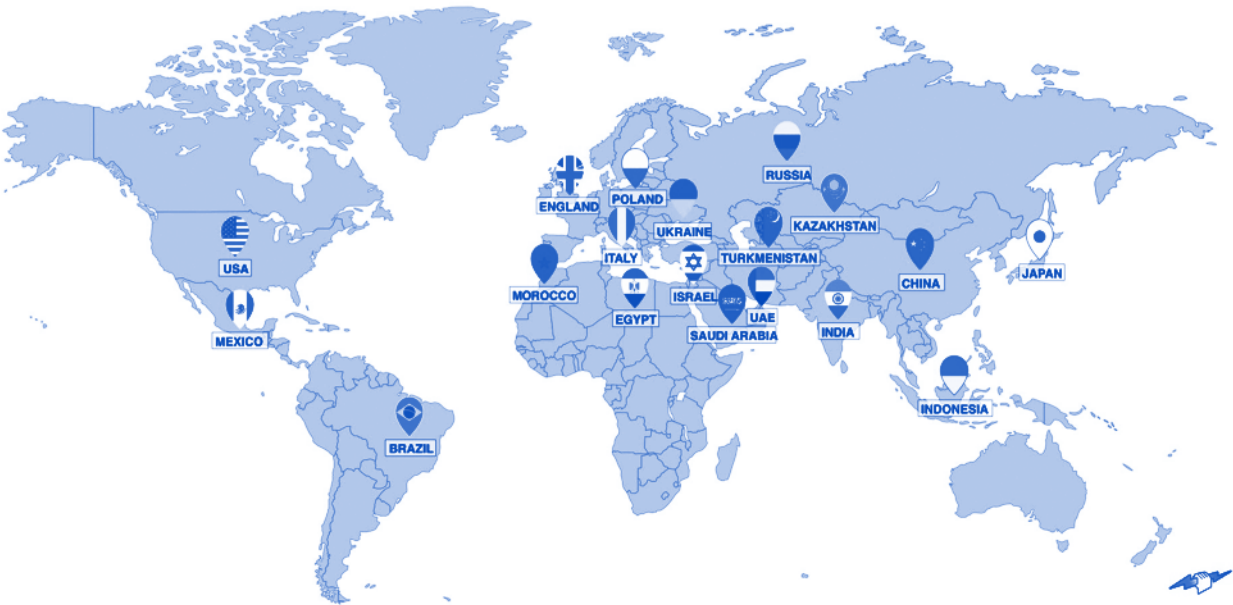 RUSSIA
POLAND
ENGLAND
KAZAKHSTAN
UKRAINE
ITALY
TURKMENISTAN
USA
JAPAN
CHINA
MOROCCO
ISRAEL
EGYPT
UAE
INDIA
SAUDI ARABIA
MEXICO
INDONESIA
BRAZIL